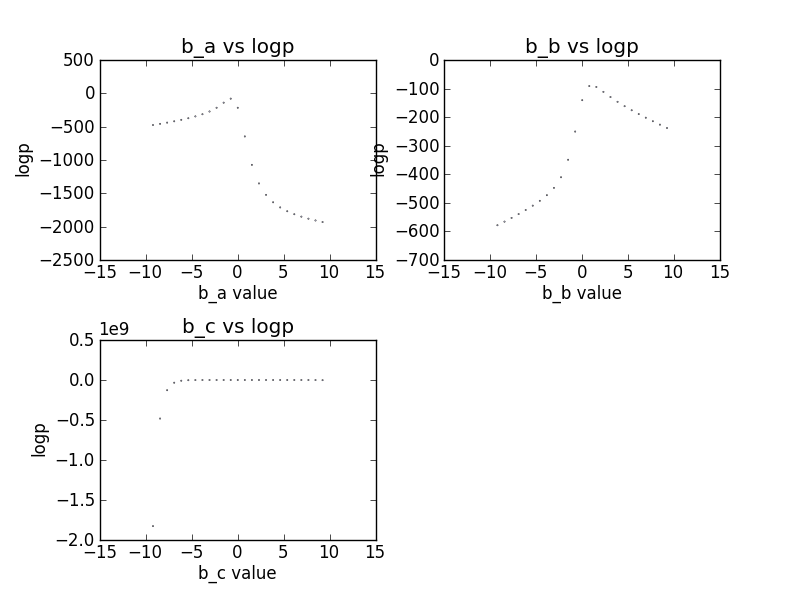 b_a vs logp
500
0
−500
−1000
−1500
−2000
−2500
logp
−15 −10 −5 0 5 10 15
b_a value
b_b vs logp
0
−100
−200
−300
−400
−500
−600
−700
logp
−15 −10 −5 0 5 10 15
b_b value
b_c vs logp
1e9
0.5
0.0
−0.5
−1.0
−1.5
−2.0
logp
−15 −10 −5 0 5 10 15
b_c value